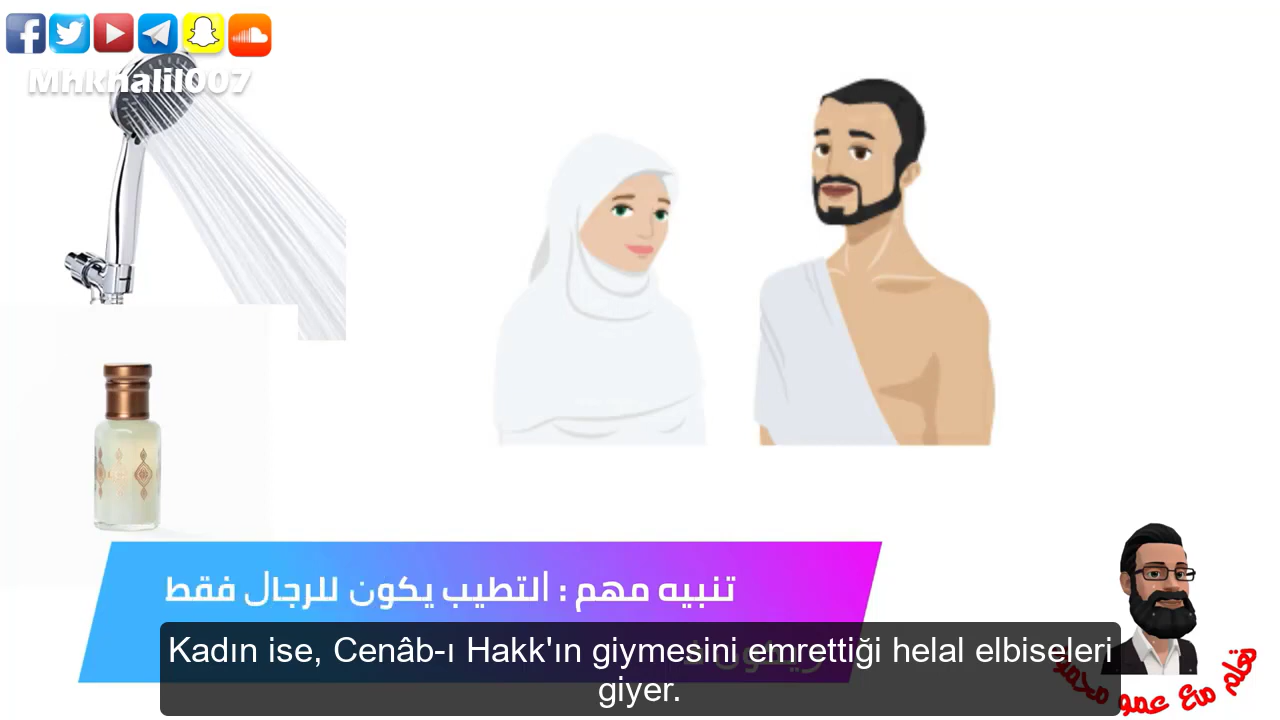 Mhkhalil007
تنبيه مهم : التطيب يكون للرجال فقط
Kadın ise, Cenâb-ı Hakk'ın giymesini emrettiği helal elbiseleri
giyer.
تعلم مع عمو محمد